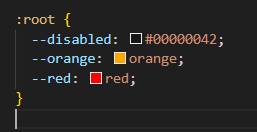 :root {
--disabled: #00000042;
--orange: orange;
--red: red;
}